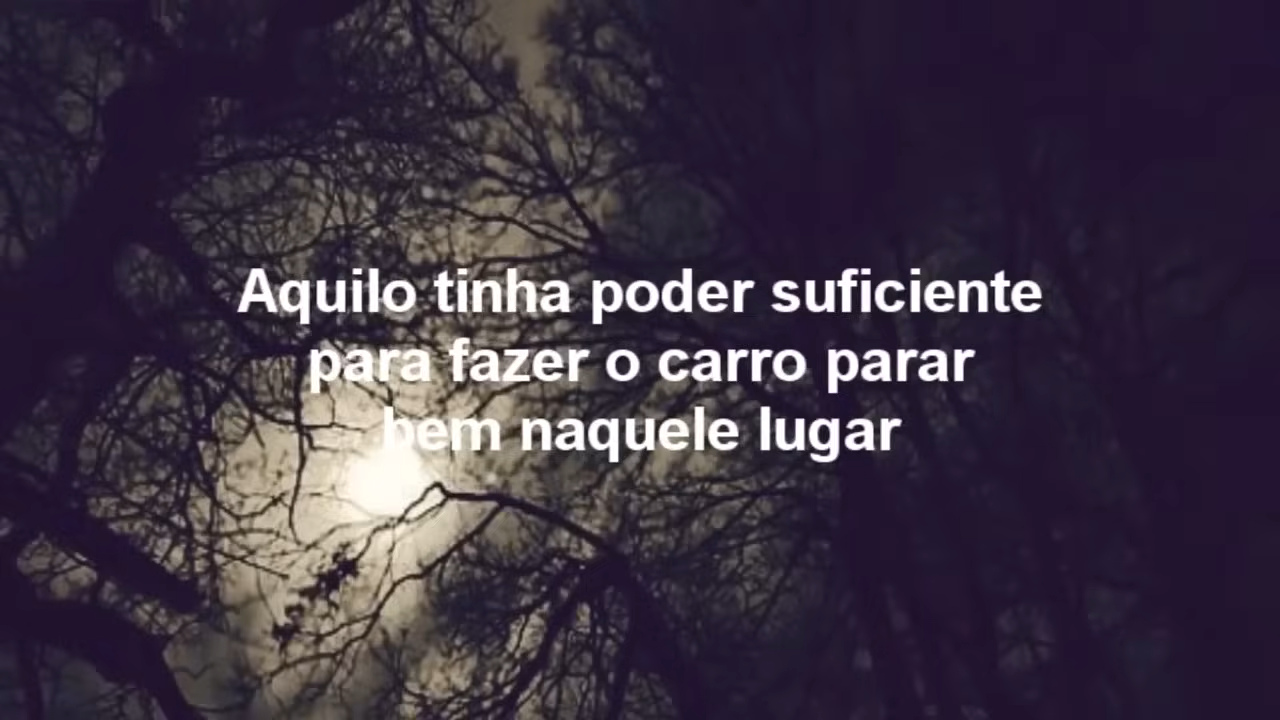 Aquilo tinha poder suficiente
para fazer o carro parar
bem naquele lugar